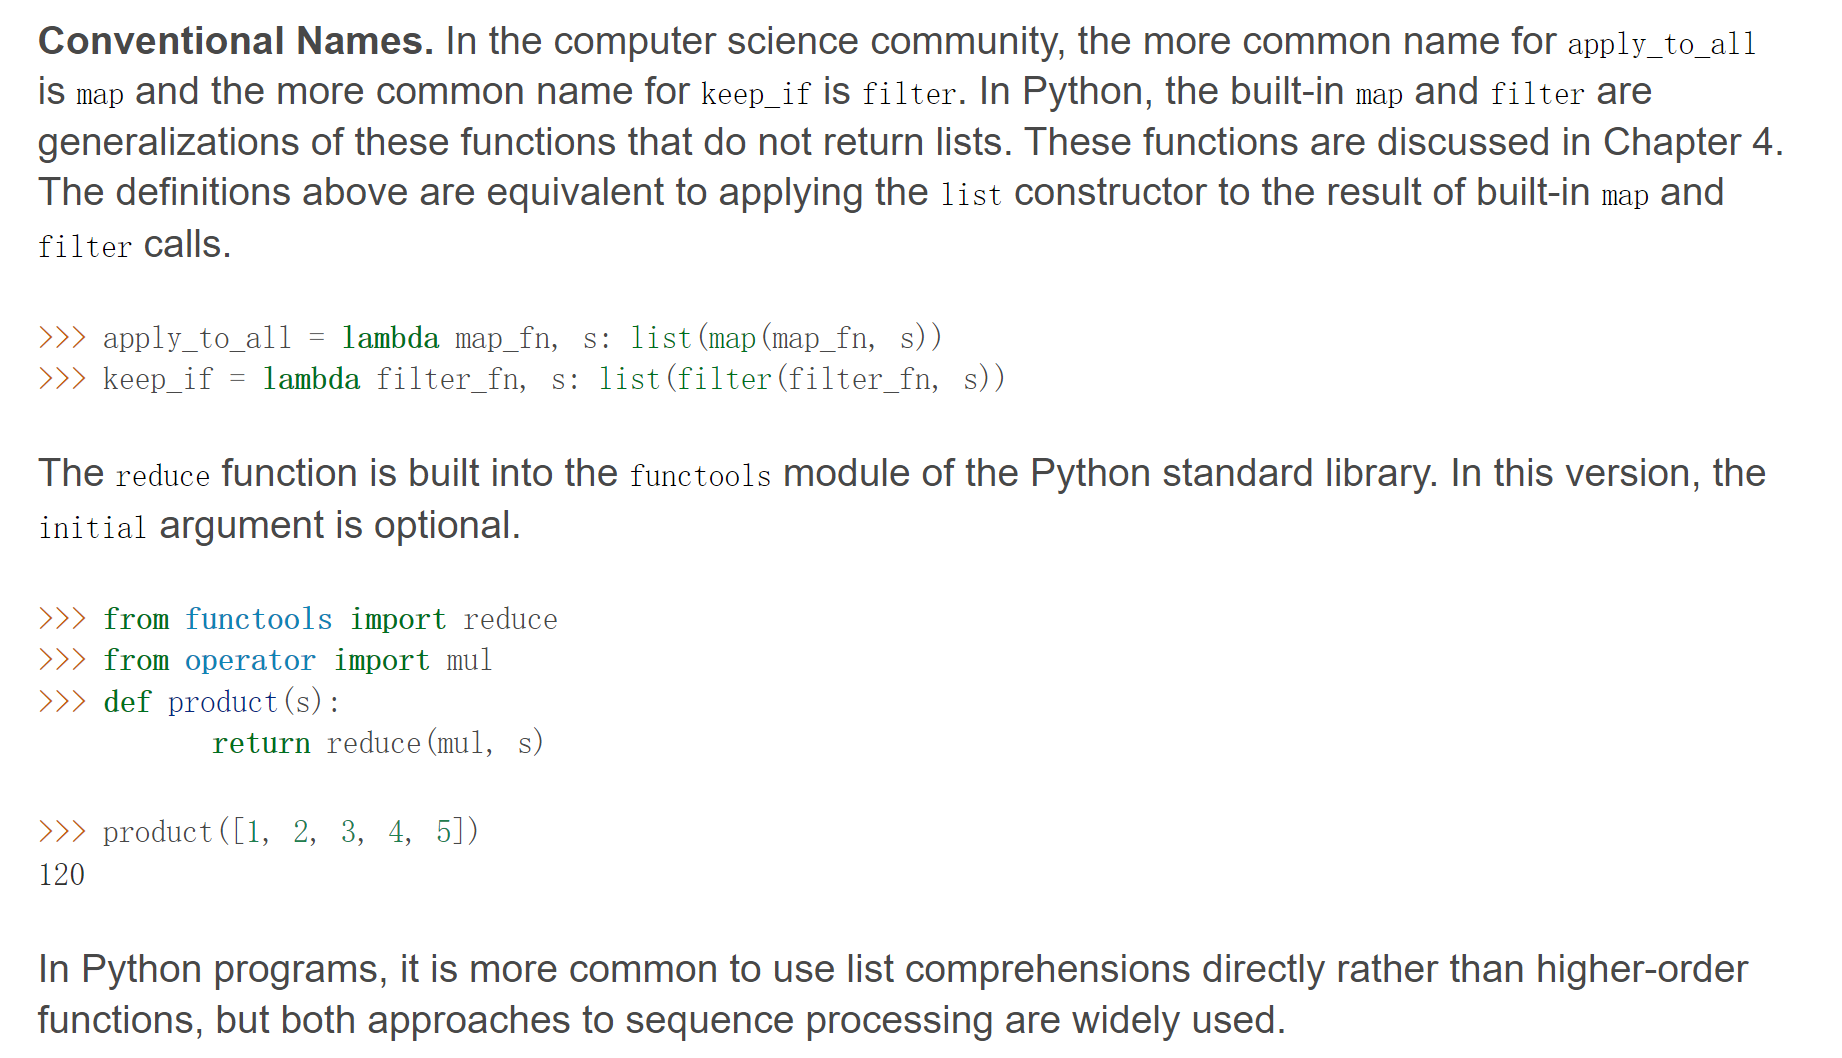 Conventional Names. In the computer science community, the more common name for apply_to_all
is map and the more common name for keep_if is filter. In Python, the built-in map and filter are
generalizations of these functions that do not return lists. These functions are discussed in Chapter 4.
The definitions above are equivalent to applying the list constructor to the result of built-in map and
filter calls.
>>> apply_to_all = lambda map_fn, s: list(map(map_fn, s))
>>> keep_if = lambda filter_fn, s: list(filter(filter_fn, s))
The reduce function is built into the functools module of the Python standard library. In this version, the
initial argument is optional.
>>> from functools import reduce
>>> from operator import mul
>>> def product(s):
        return reduce(mul, s)
>>> product([1, 2, 3, 4, 5])
120
In Python programs, it is more common to use list comprehensions directly rather than higher-order
functions, but both approaches to sequence processing are widely used.